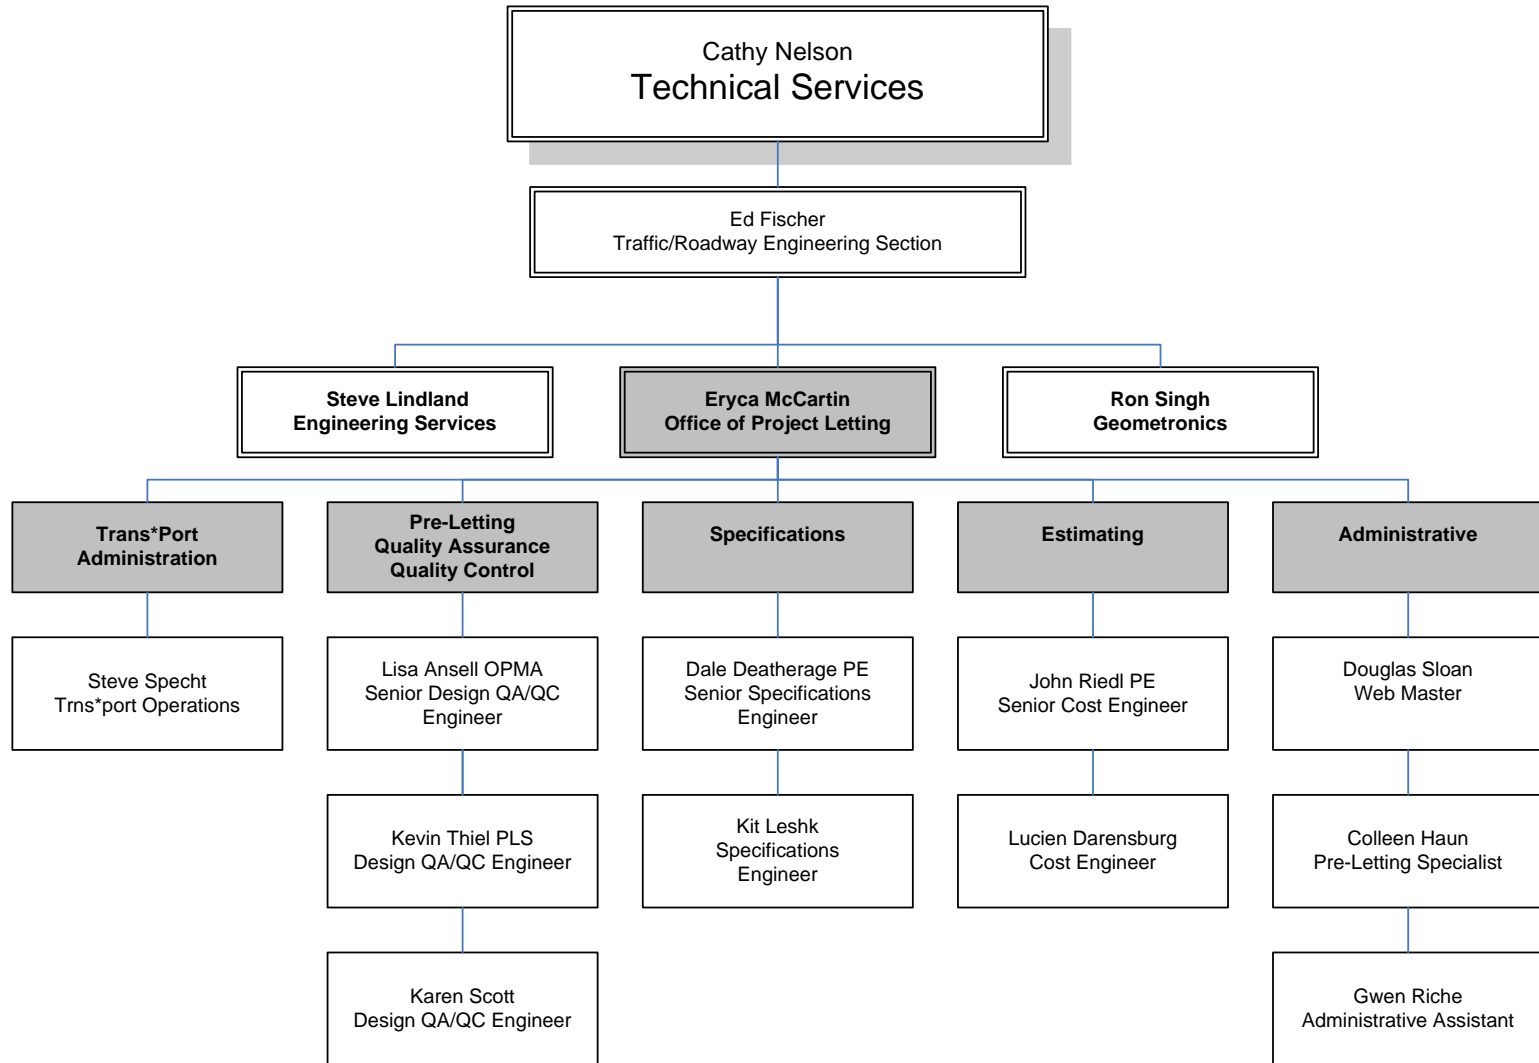 Cathy Nelson
Technical Services
Ed Fischer
Traffic/Roadway Engineering Section
Steve Lindland
Engineering Services
Eryca McCartin
Office of Project Letting
Ron Singh
Geometronics
Trans*Port
Administration
Pre-Letting
Quality Assurance
Quality Control
Specifications
Estimating
Administrative
Steve Specht
Trns*port Operations
Lisa Ansell OPMA
Senior Design QA/QC
Engineer
Dale Deatherage PE
Senior Specifications
Engineer
John Riedl PE
Senior Cost Engineer
Douglas Sloan
Web Master
Kevin Thiel PLS
Design QA/QC Engineer
Kit Leshk
Specifications
Engineer
Lucien Darensburg
Cost Engineer
Colleen Haun
Pre-Letting Specialist
Karen Scott
Design QA/QC Engineer
Gwen Riche
Administrative Assistant